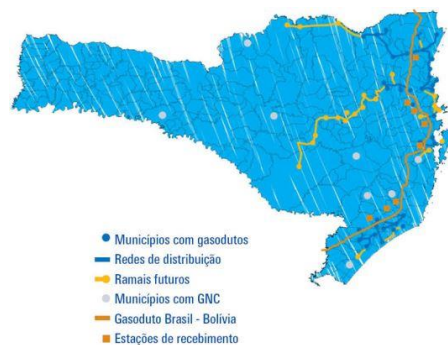 Municípios com gasodutos
Redes de distribuição
Ramais futuros
Municípios com GNC
Gasoduto Brasil - Bolívia
Estações de recebimento